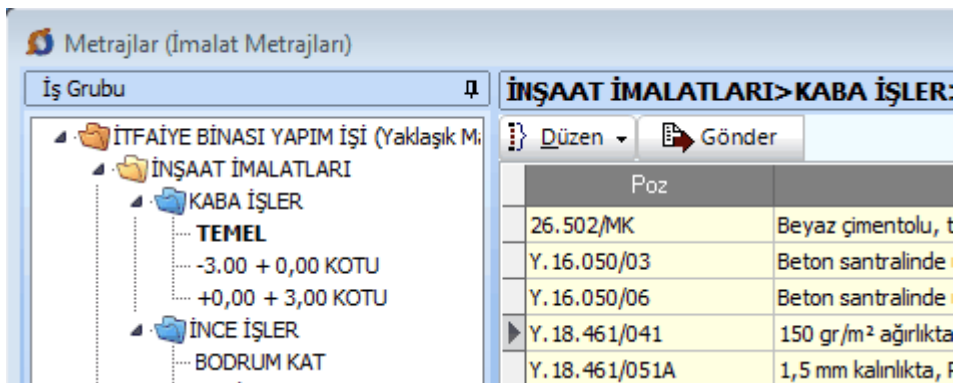 Metrajlar (İmalat Metrajları)
İş Grubu
İTFAİYE BİNASI YAPIM İŞİ (Yaklaşık
İNŞAAT İMALATLARI
KABA İŞLER
TEMEL
-3.00 + 0,00 KOTU
+0,00 + 3,00 KOTU
İNCE İŞLER
BODRUM KAT
İNŞAAT İMALATLARI>KABA İŞLER>
Düzen Gönder
Poz
26.502/MK Beyaz çimentolu,
Y.16.050/03 Beton santralinde
Y.16.050/06 Beton santralinde
Y.18.461/041 150 gr/m² ağırlıkta
Y.18.461/051A 1,5 mm kalınlıkta,